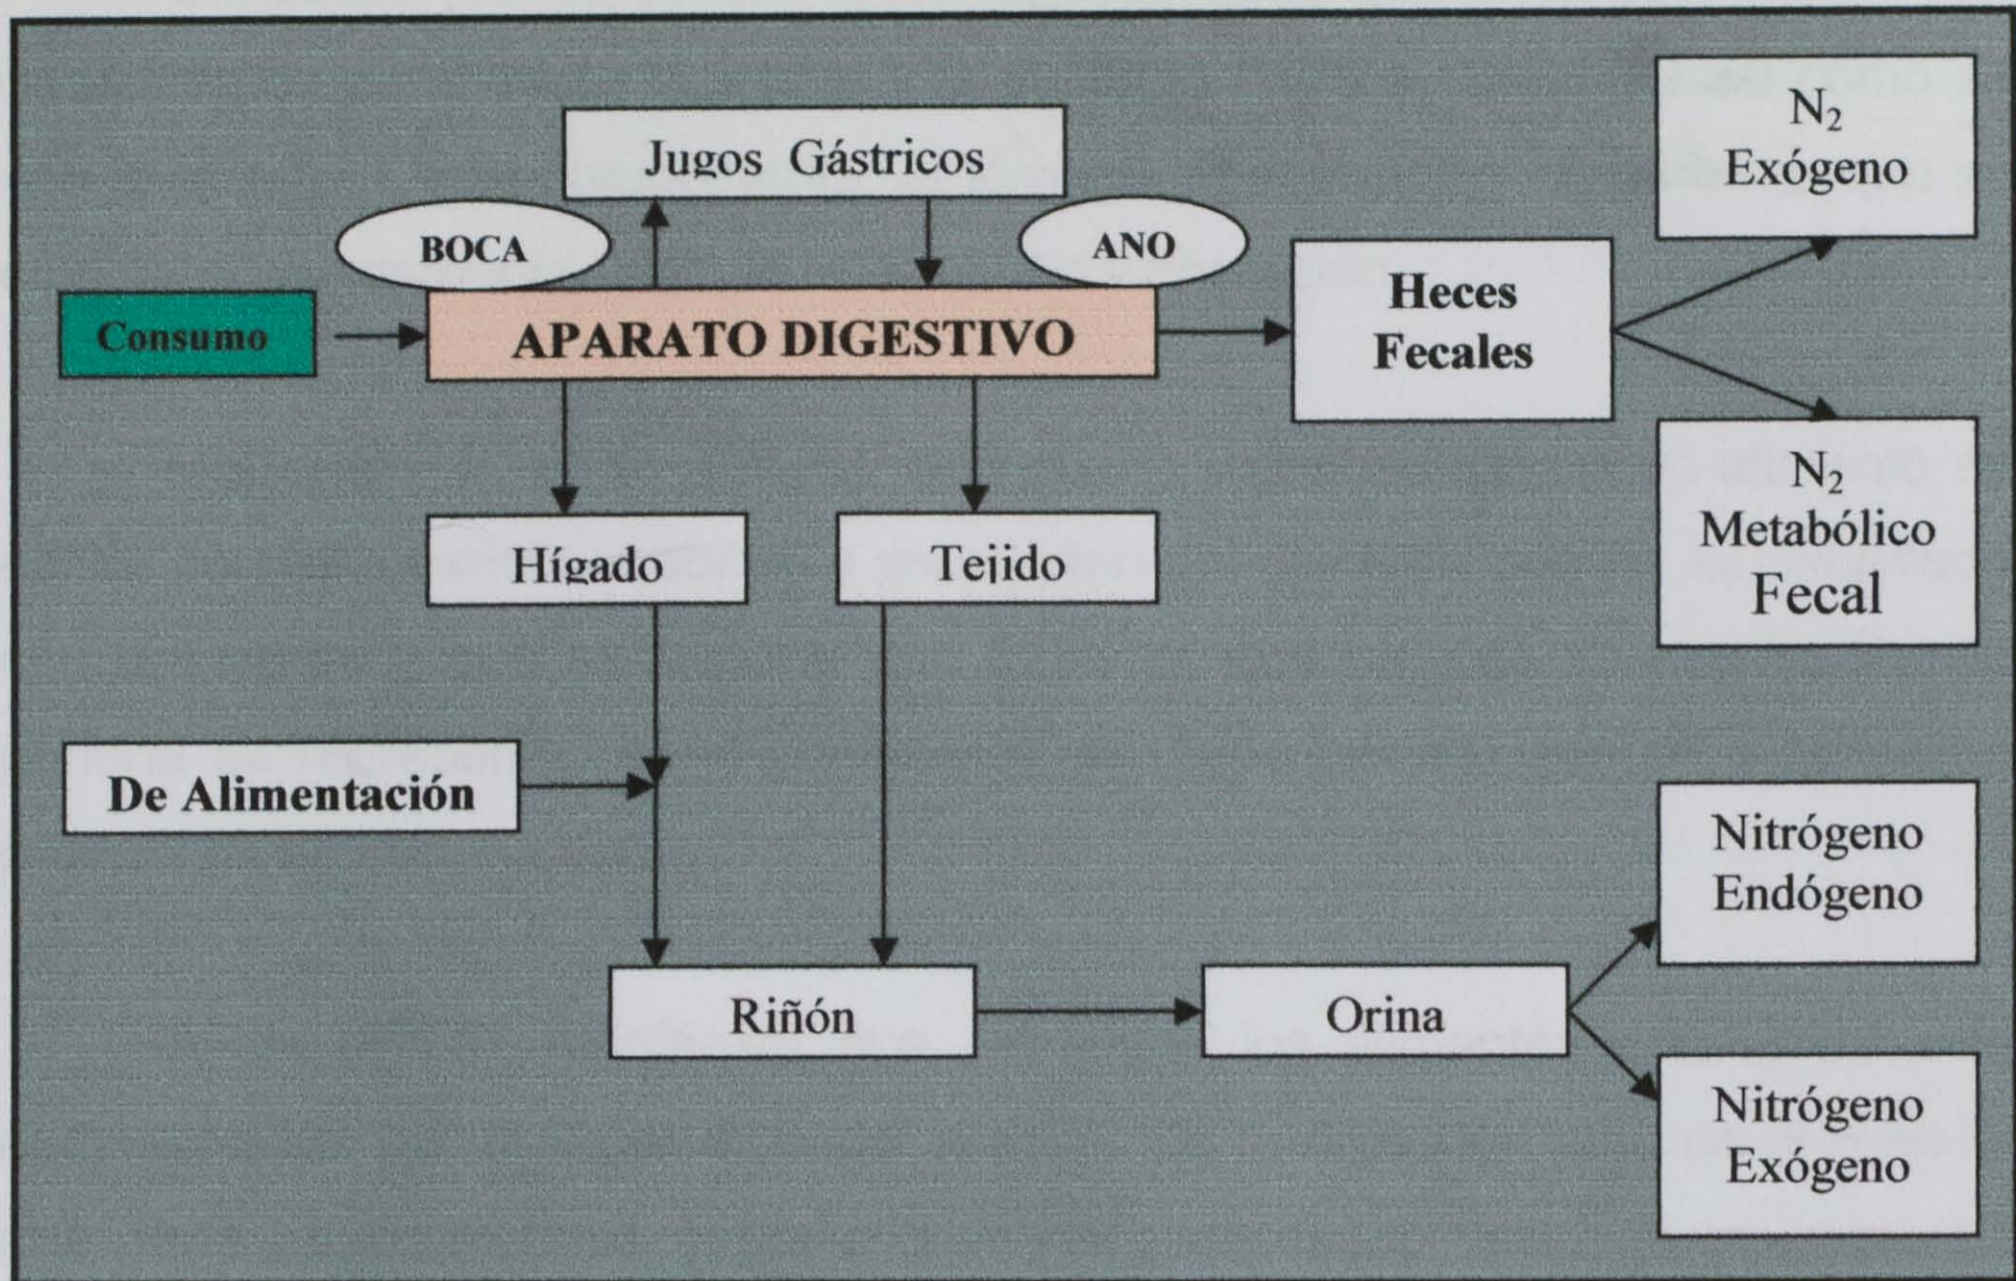 Jugos Gástricos
N₂
Exógeno
BOCA
ANO
Consumo
APARATO DIGESTIVO
Heces
Fecales
N₂
Metabólico
Fecal
Hígado
Tejido
De Alimentación
Nitrógeno
Endógeno
Riñón
Orina
Nitrógeno
Exógeno